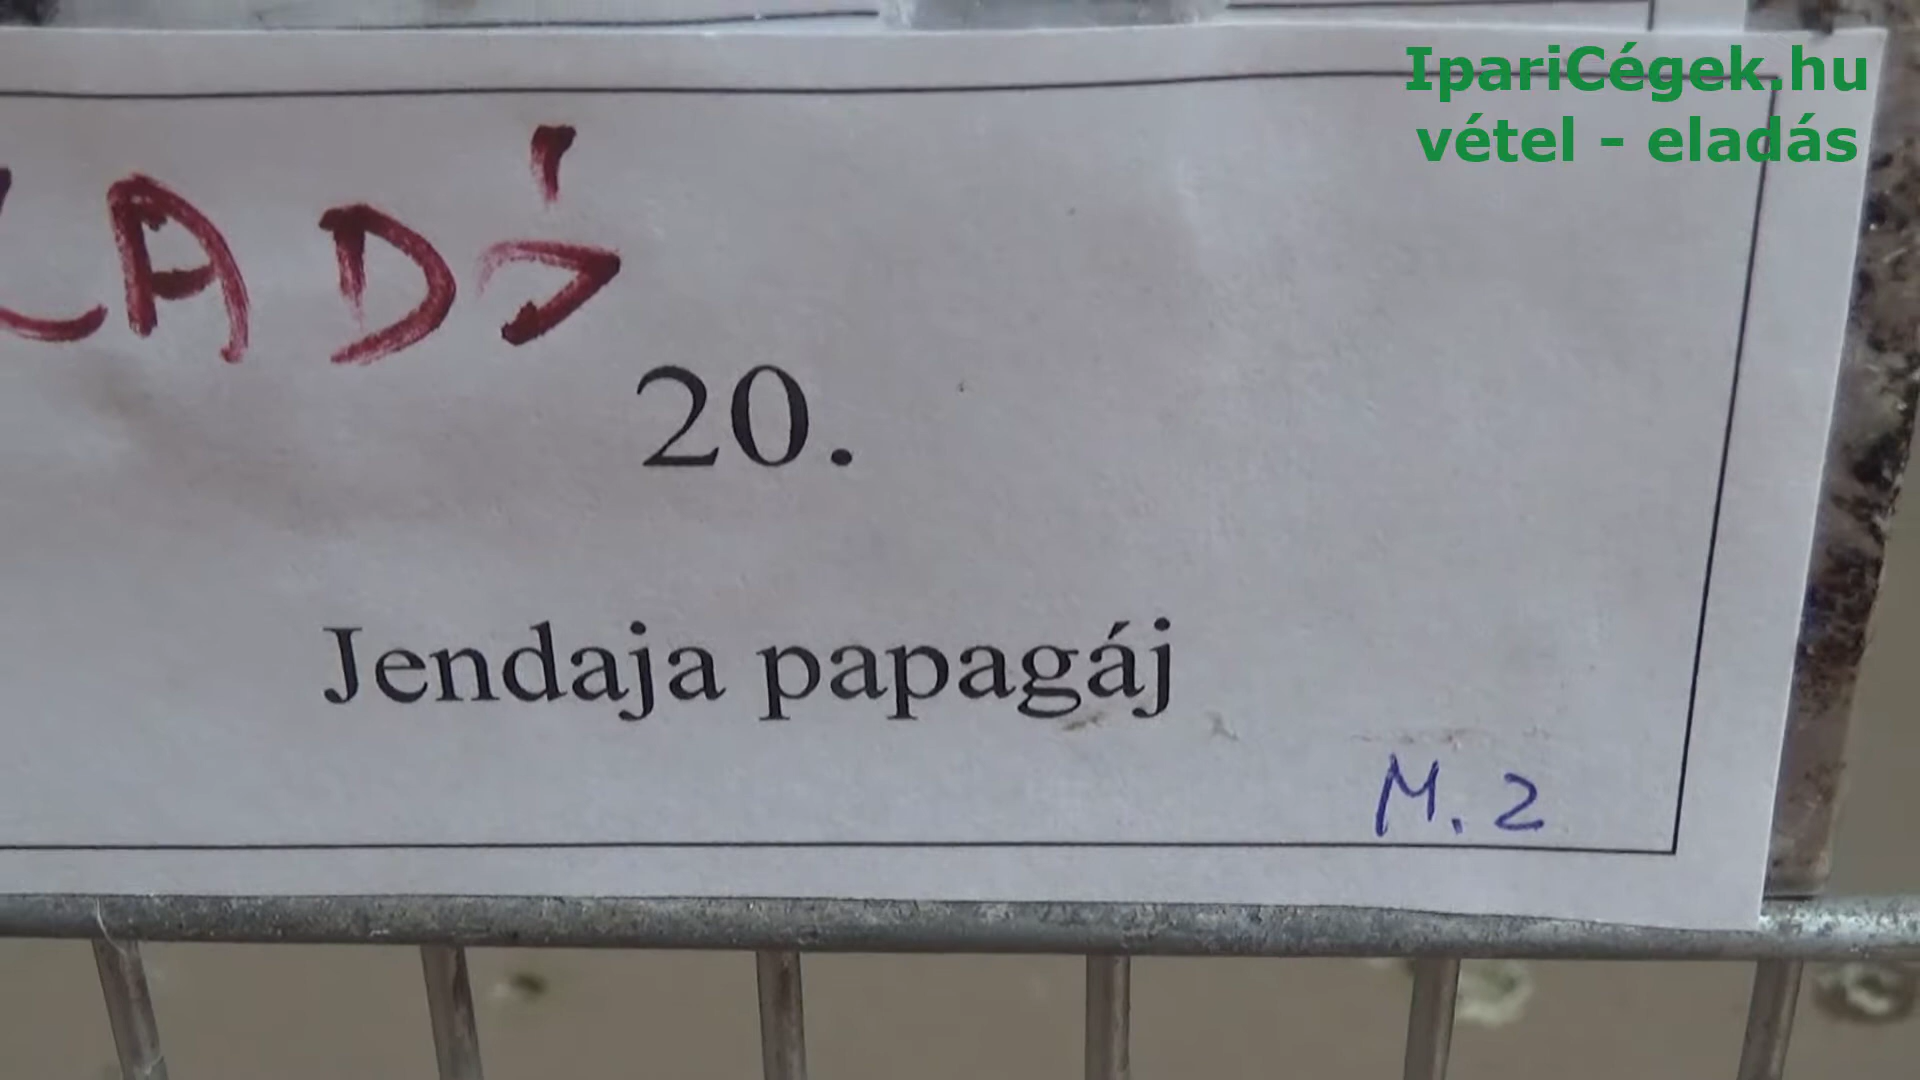 IpariCégek.hu
vétel - eladás
LADÓ
20.
Jendaja papagáj
M. 2